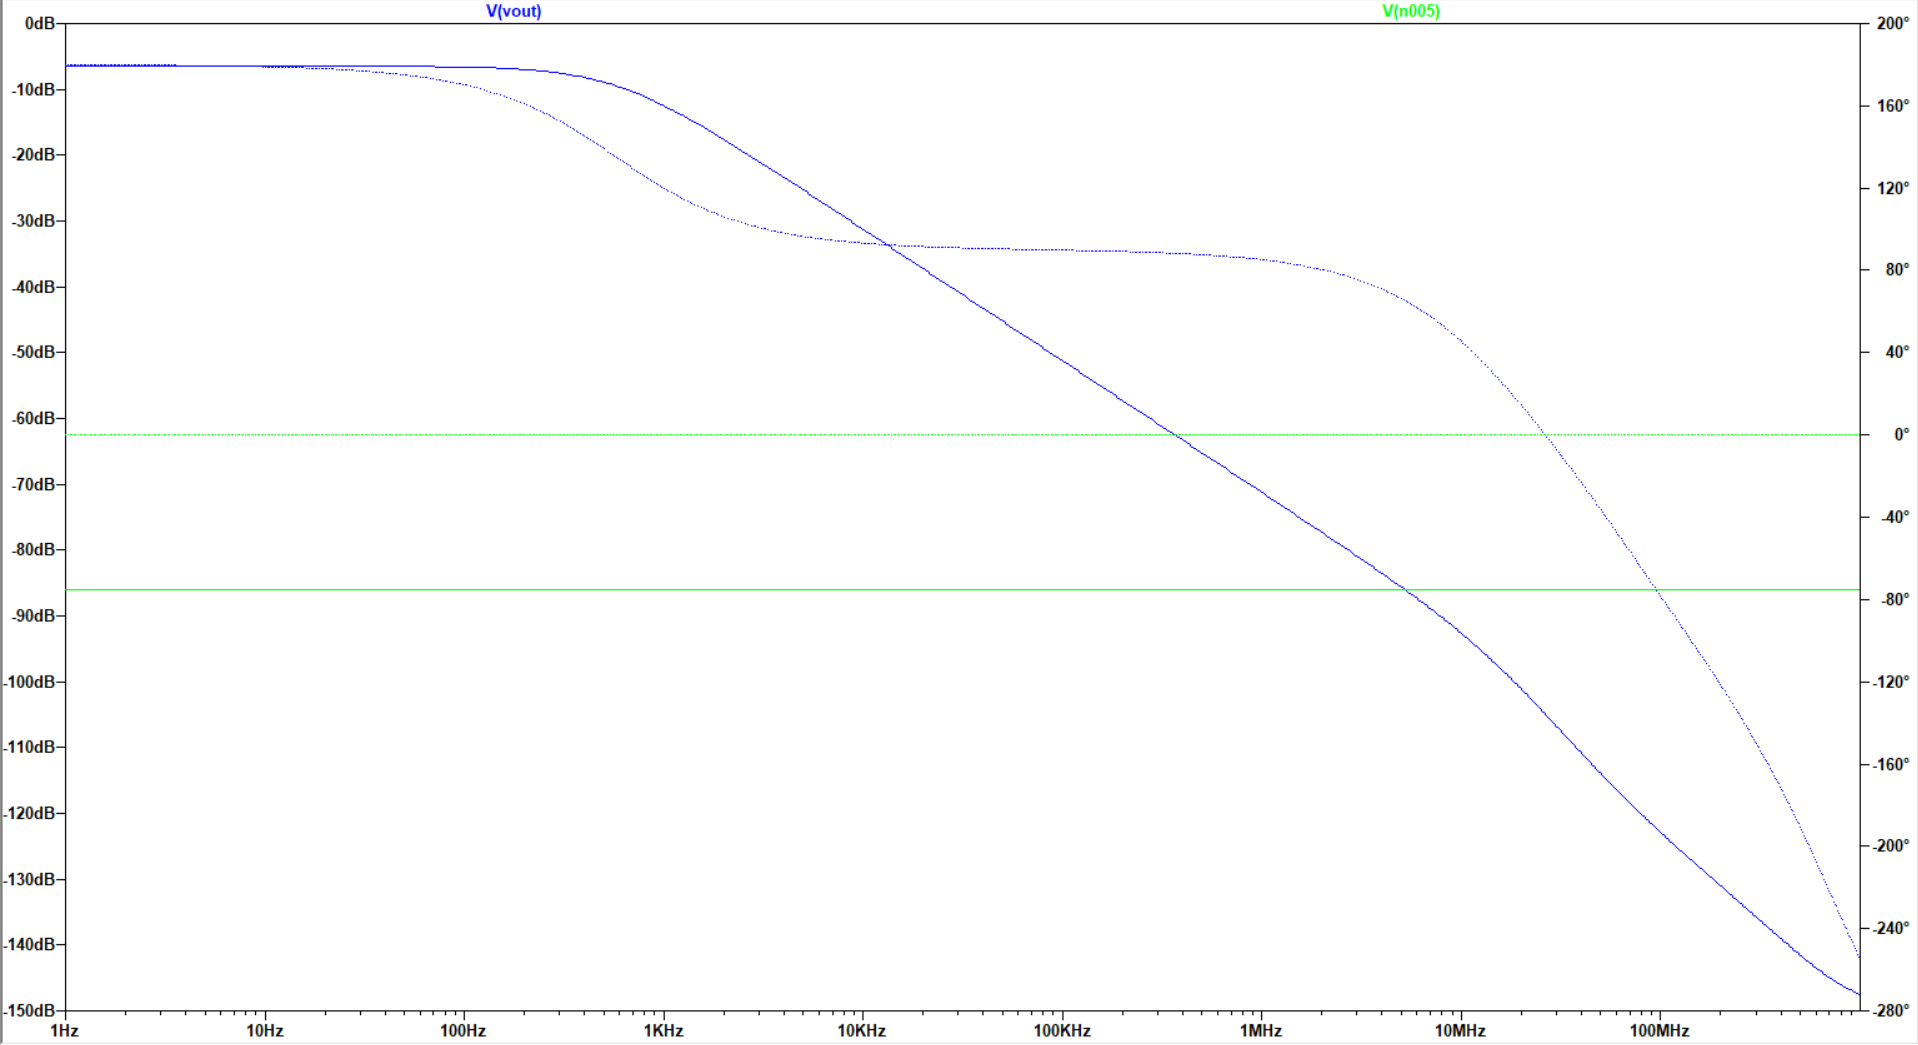 V(vout) V(n005)
0dB 200°
-10dB 160°
-20dB 120°
-30dB 80°
-40dB 40°
-50dB 0°
-60dB -40°
-70dB -80°
-80dB -120°
-90dB -160°
-100dB -200°
-110dB -240°
-120dB -280°
-130dB
-140dB
-150dB
1Hz 10Hz 100Hz 1KHz 10KHz 100KHz 1MHz 10MHz 100MHz